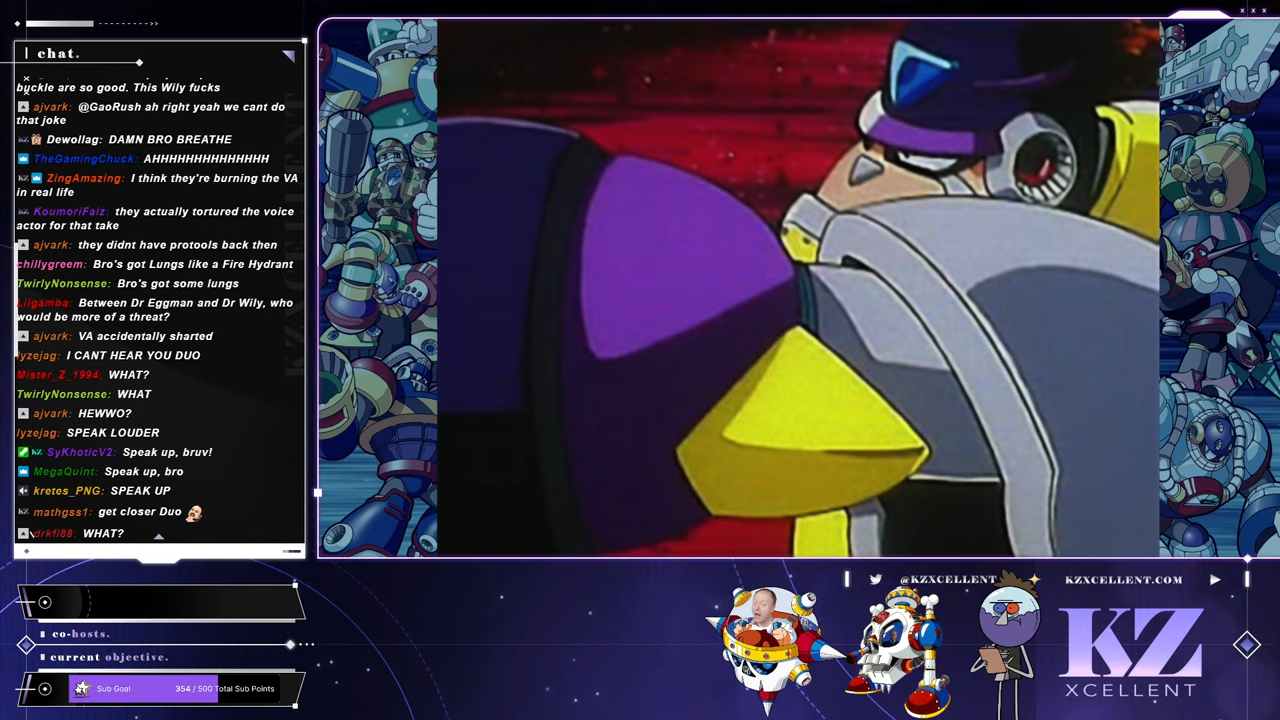 chat.
buckle are so good. This Wily fucks
ajvark: @GaoRush ah right yeah we cant do
that joke
Dewollag: DAMN BRO BREATHE
TheGamingChuck: AHHHHHHHHHHHHHH
ZingAmazing: I think they're burning the VA
in real life
KoumoriFaiz: they actually tortured the voice
actor for that take
ajvark: they didnt have protools back then
chillygreem: Bro's got Lungs like a Fire Hydrant
TwirlyNonsense: Bro's got some lungs
Liigamba: Between Dr Eggman and Dr Wily, who
would be more of a threat?
ajvark: VA accidentally sharted
lyzejag: I CANT HEAR YOU DUO
Mister_Z_1994: WHAT?
TwirlyNonsense: WHAT
ajvark: HEWWO?
lyzejag: SPEAK LOUDER
SyKhoticV2: Speak up, bruv!
MegaQuint: Speak up, bro
kretes_PNG: SPEAK UP
mathgss1: get closer Duo
drkfi88: WHAT?
co-hosts.
current objective.
Sub Goal 354 / 500 Total Sub Points
@KZXCELLENT
KZXCELLENT.COM
KZ
XCELLENT